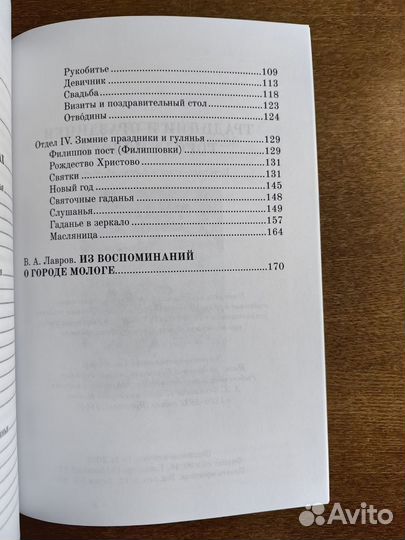 Рукобитье 109
Девичник 113
Свадьба 118
Визиты и поздравительный стол 123
Отво́дины 124
Отдел IV. Зимние праздники и гулянья 129
Филиппов пост (Филипповки) 129
Рождество Христово 131
Святки 131
Новый год 145
Святочные гаданья 148
Слушанья 149
Гаданье в зеркало 157
Масляница 164
В. А. Лавров. ИЗ ВОСПОМИНАНИЙ
О ГОРОДЕ МОЛОГЕ 170
Avito